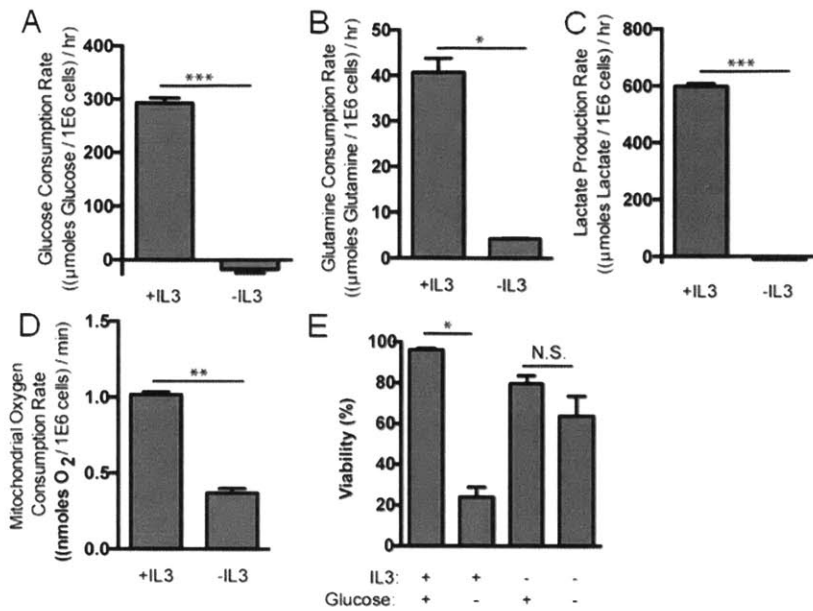 A
Glucose Consumption Rate
((μmoles Glucose / 1E6 cells) / hr)
400
300
200
100
0
-100
***
+IL3 -IL3
B
Glutamine Consumption Rate
((μmoles Glutamine / 1E6 cells) / hr)
50
40
30
20
10
0
*
+IL3 -IL3
C
Lactate Production Rate
((μmoles Lactate / 1E6 cells) / hr)
800
600
400
200
0
***
+IL3 -IL3
D
Mitochondrial Oxygen
Consumption Rate
((nmoles O2 / 1E6 cells) / min)
1.5
1.0
0.5
0.0
**
+IL3 -IL3
E
Viability (%)
100
80
60
40
20
0
*
N.S.
IL3: + + - -
Glucose: + - + -